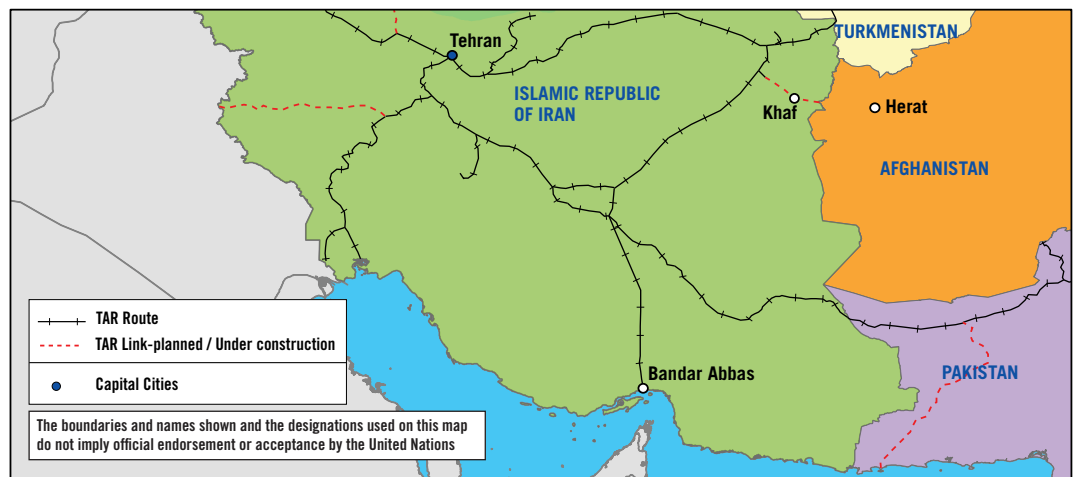 TURKMENISTAN
Tehran
ISLAMIC REPUBLIC
OF IRAN
Khaf
Herat
AFGHANISTAN
TAR Route
TAR Link-planned / Under construction
Capital Cities
Bandar Abbas
PAKISTAN
The boundaries and names shown and the designations used on this map
do not imply official endorsement or acceptance by the United Nations